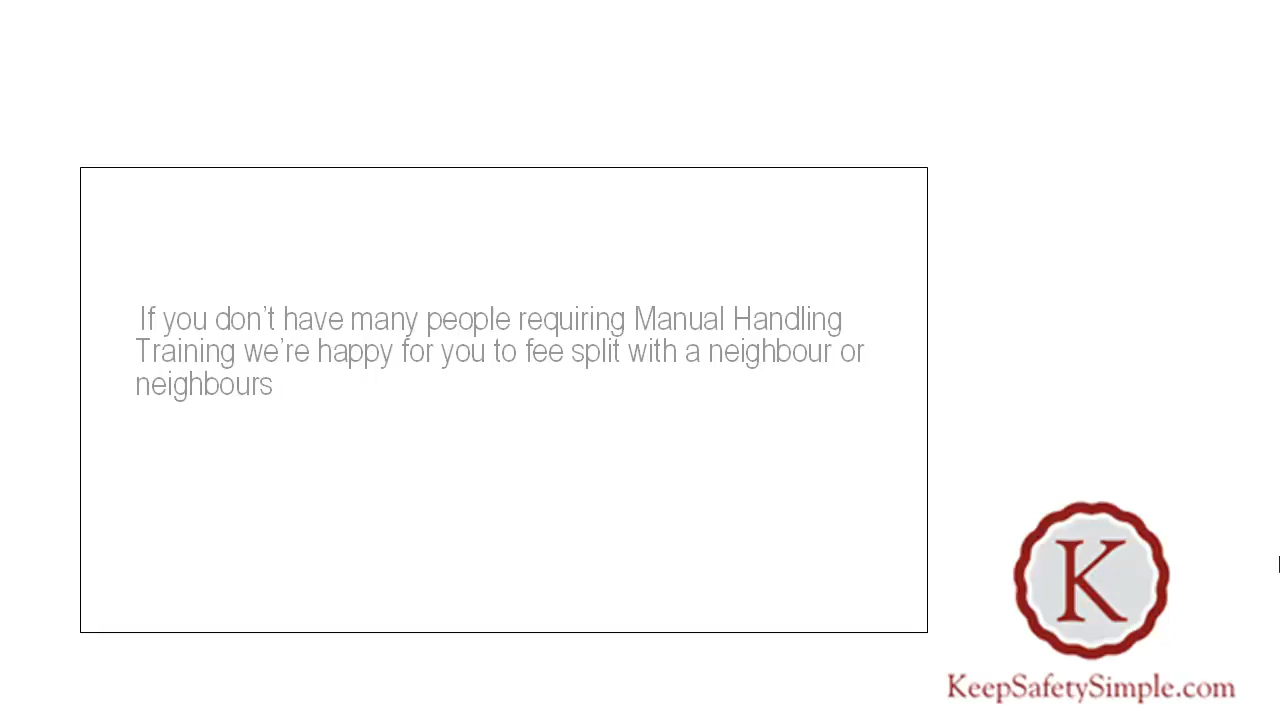 If you don't have many people requiring Manual Handling
Training we're happy for you to fee split with a neighbour or
neighbours
K
KeepSafetySimple.com